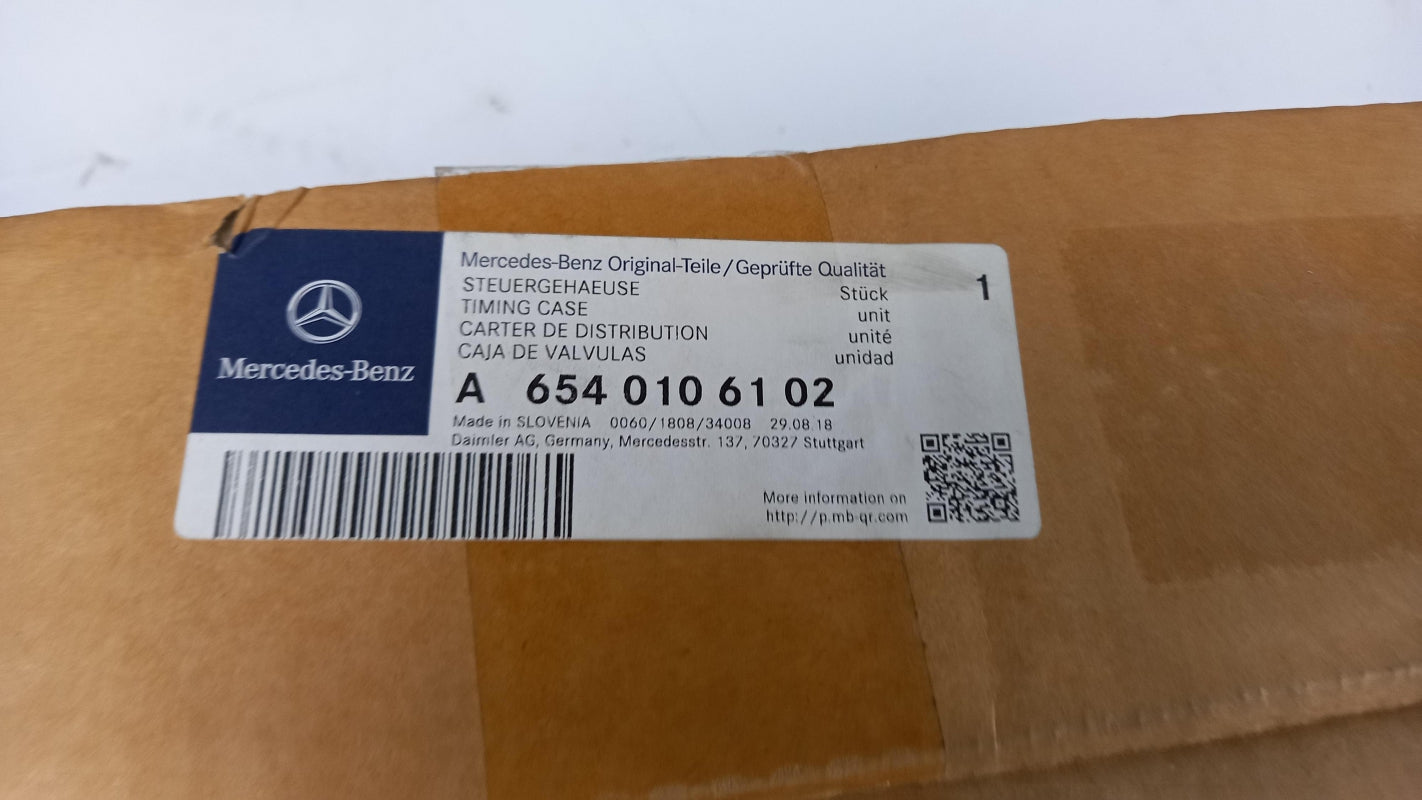 Mercedes-Benz
Mercedes-Benz Original-Teile/Geprüfte Qualität
STEUERGEHAEUSE Stück 1
TIMING CASE unit
CARTER DE DISTRIBUTION unité
CAJA DE VALVULAS unidad
A 654 010 61 02
Made in SLOVENIA 0060/1808/34008 29.08.18
Daimler AG, Germany, Mercedesstr. 137, 70327 Stuttgart
More information on
http://p.mb-qr.com